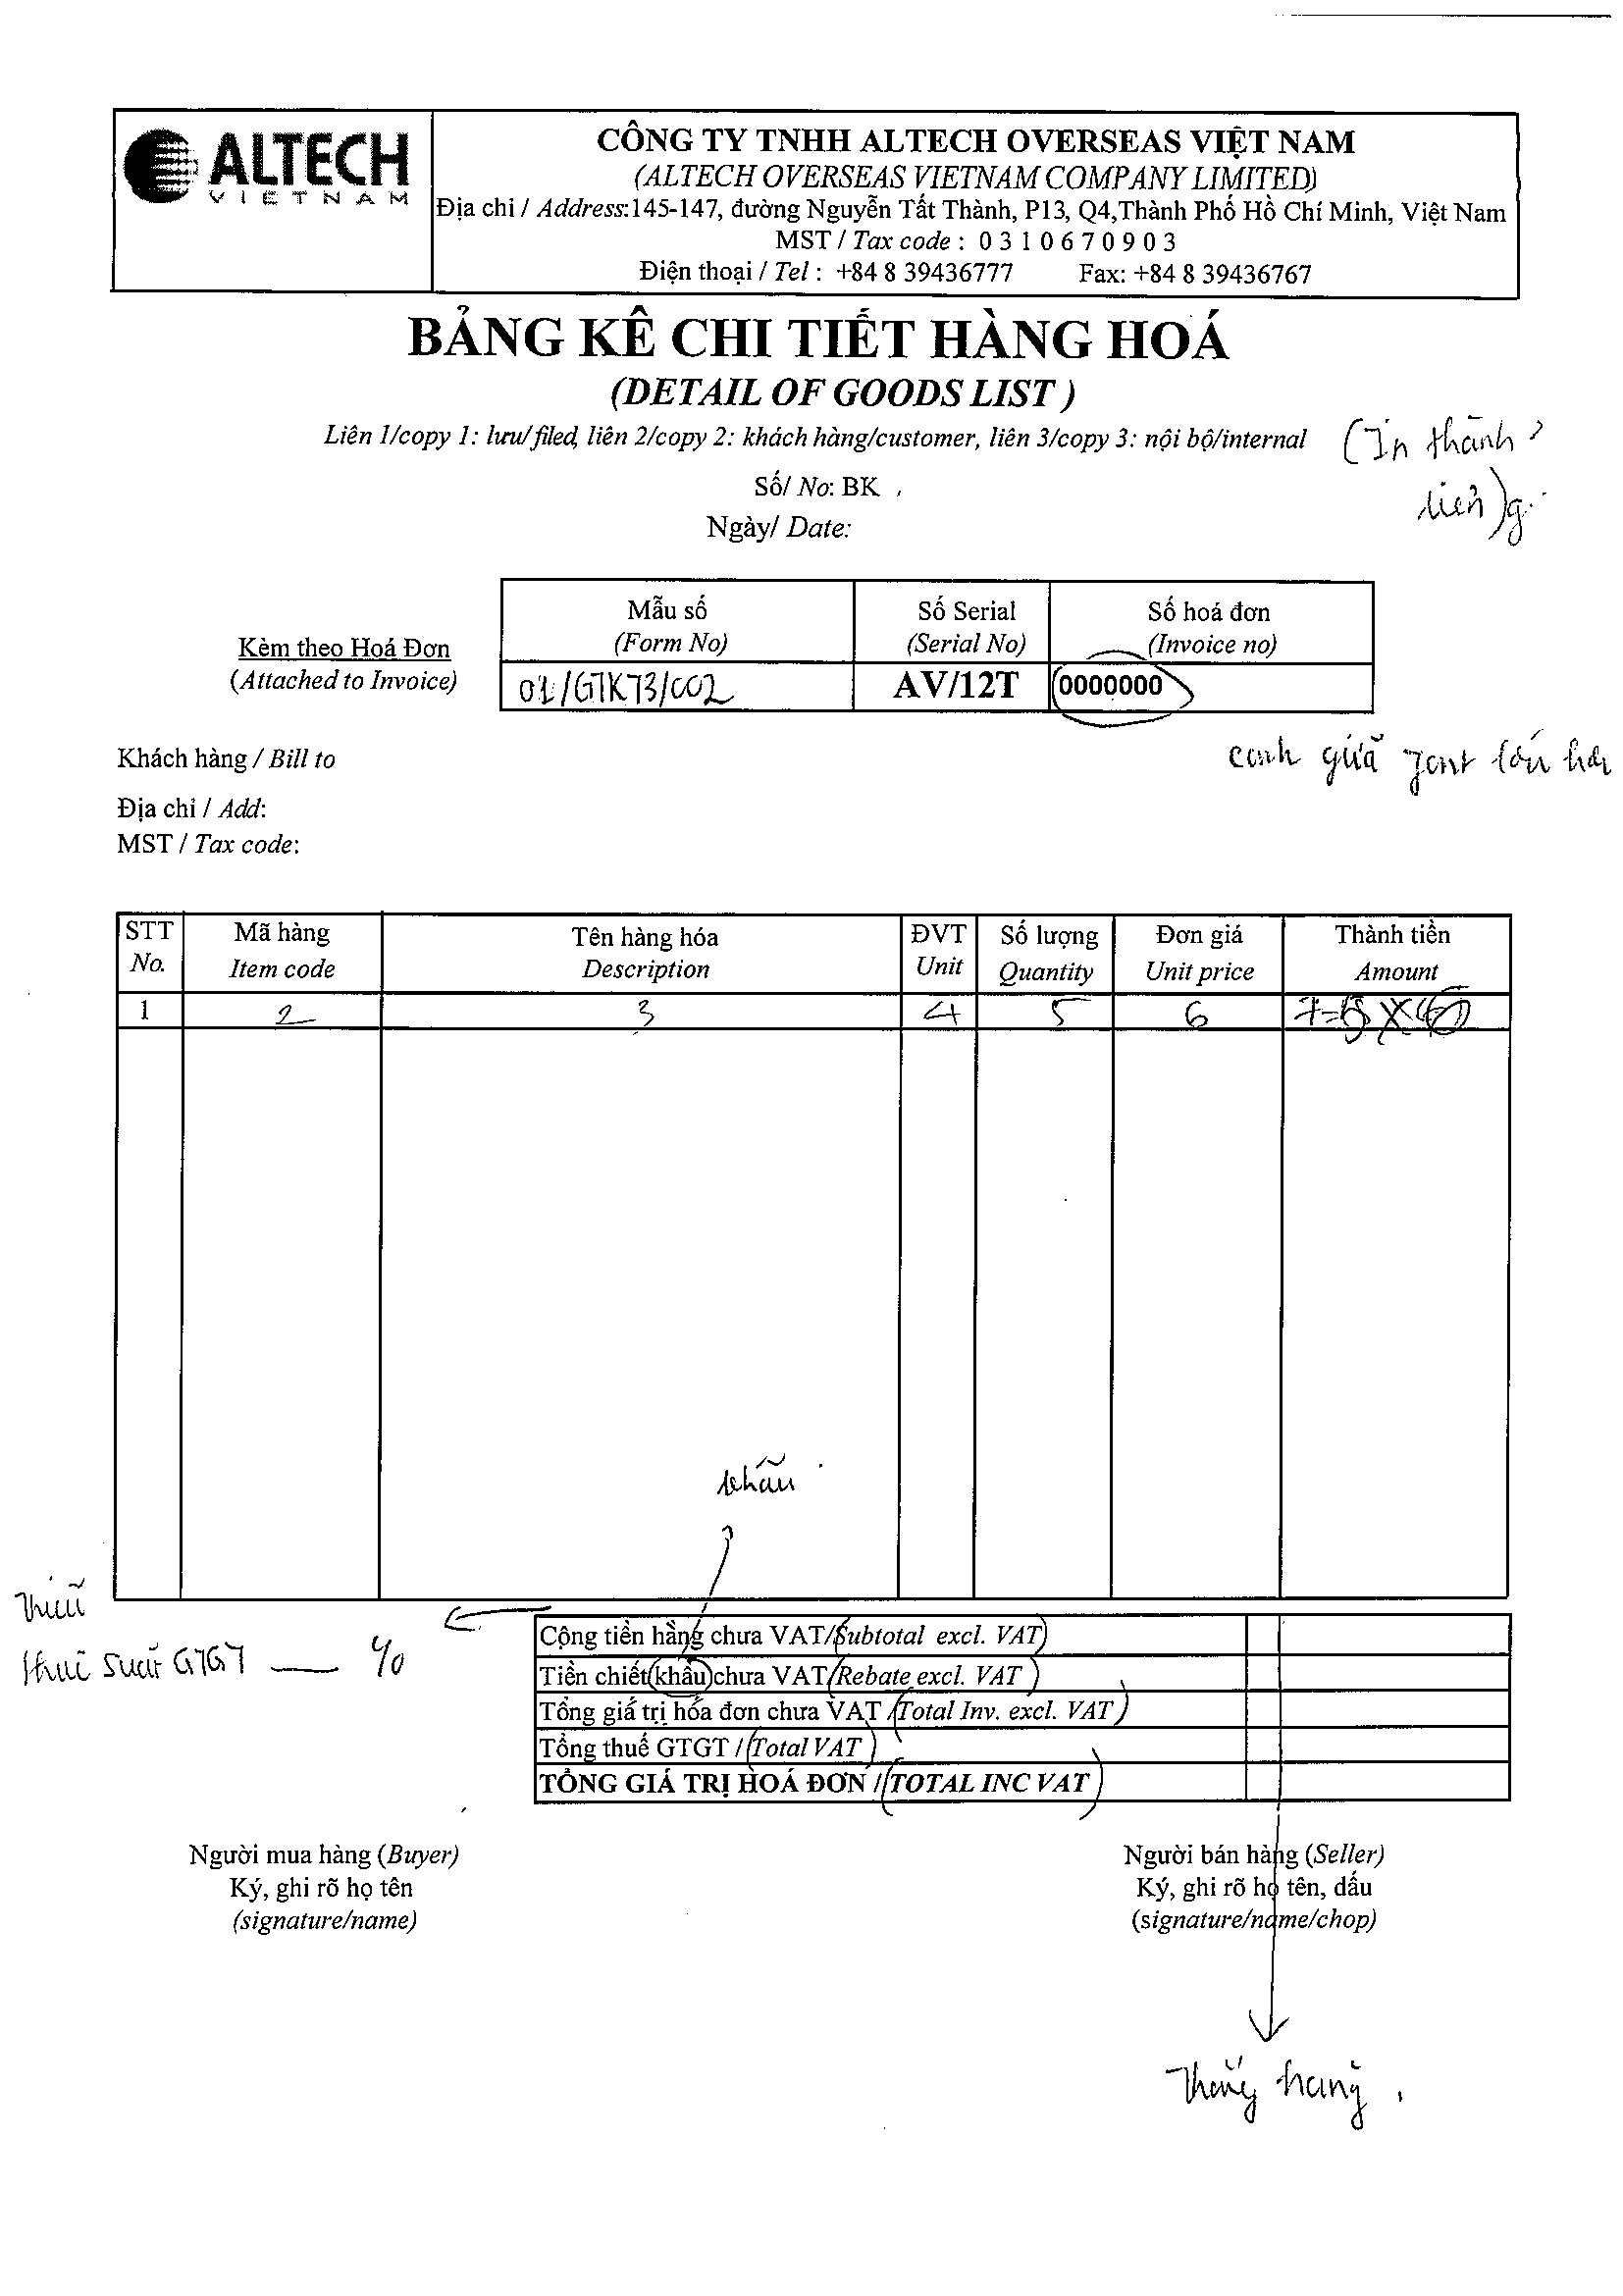 ALTECH
VIETNAM
CÔNG TY TNHH ALTECH OVERSEAS VIỆT NAM
(ALTECH OVERSEAS VIETNAM COMPANY LIMITED)
Địa chỉ / Address:145-147, đường Nguyễn Tất Thành, P13, Q4,Thành Phố Hồ Chí Minh, Việt Nam
MST / Tax code : 0 3 1 0 6 7 0 9 0 3
Điện thoại / Tel : +84 8 39436777 Fax: +84 8 39436767
BẢNG KÊ CHI TIẾT HÀNG HOÁ
(DETAIL OF GOODS LIST )
Liên 1/copy 1: lưu/filed, liên 2/copy 2: khách hàng/customer, liên 3/copy 3: nội bộ/internal
(In thành
Số/ No: BK
Ngày/ Date:
Mẫu số Số Serial Số hoá đơn
Kèm theo Hoá Đơn (Form No) (Serial No) (Invoice no)
(Attached to Invoice) 01/GTKT3/002 AV/12T 0000000
Khách hàng / Bill to
canh giữa font lớn
Địa chỉ / Add:
MST / Tax code:
STT Mã hàng Tên hàng hóa ĐVT Số lượng Đơn giá Thành tiền
No. Item code Description Unit Quantity Unit price Amount
1 2 3 4 5 6 7=5x6
khấu
Thiếu
thuế suất GTGT %
Cộng tiền hàng chưa VAT/(Subtotal excl. VAT)
Tiền chiết khấu chưa VAT/(Rebate excl. VAT )
Tổng giá trị hóa đơn chưa VAT /(Total Inv. excl. VAT )
Tổng thuế GTGT / (Total VAT )
TỔNG GIÁ TRỊ HOÁ ĐƠN / (TOTAL INC VAT )
Người mua hàng (Buyer) Người bán hàng (Seller)
Ký, ghi rõ họ tên Ký, ghi rõ họ tên, dấu
(signature/name) (signature/name/chop)
Thẳng hàng .